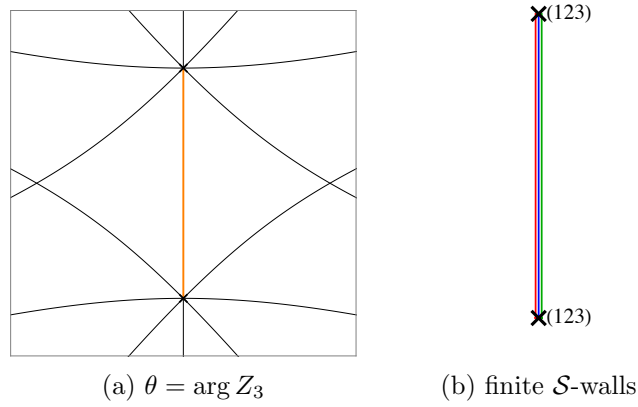 (123)
(123)
(a) θ = arg Z₃
(b) finite 𝒮-walls